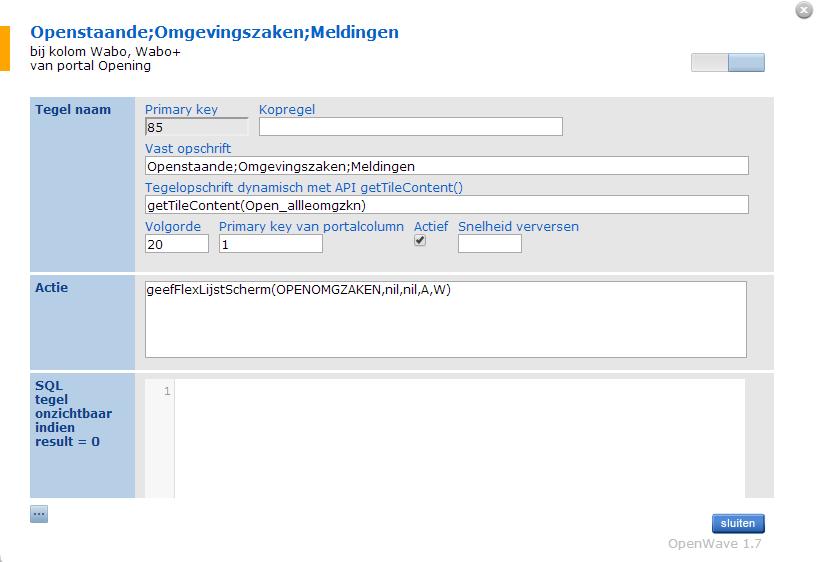 Openstaande;Omgevingszaken;Meldingen
bij kolom Wabo, Wabo+
van portal Opening
Tegel naam
Primary key Kopregel
85
Vast opschrift
Openstaande;Omgevingszaken;Meldingen
Tegelopschrift dynamisch met API getTileContent()
getTileContent(Open_allleomgzkn)
Volgorde Primary key van portalcolumn Actief Snelheid verversen
20 1
Actie
geefFlexLijstScherm(OPENOMGZAKEN,nil,nil,A,W)
SQL
tegel
onzichtbaar
indien
result = 0
1
...
sluiten
OpenWave 1.7